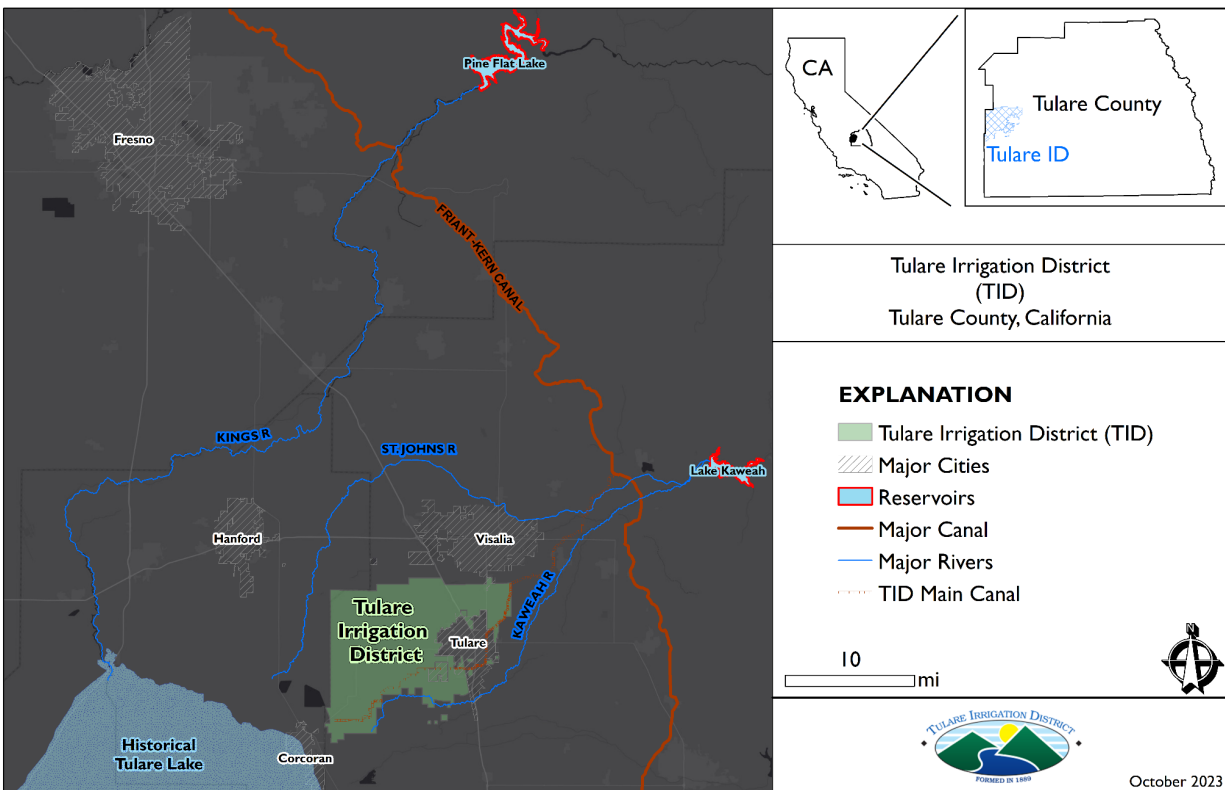 Pine Flat Lake
Fresno
FRIANT-KERN CANAL
KINGS R
ST. JOHNS R
Lake Kaweah
Hanford
Visalia
KAWEAH R
Tulare
Irrigation
District
Tulare
Historical
Tulare Lake
Corcoran
CA
Tulare County
Tulare ID
Tulare Irrigation District
(TID)
Tulare County, California
EXPLANATION
Tulare Irrigation District (TID)
Major Cities
Reservoirs
Major Canal
Major Rivers
TID Main Canal
10
mi
N
TULARE IRRIGATION DISTRICT
FORMED IN 1889
October 2023